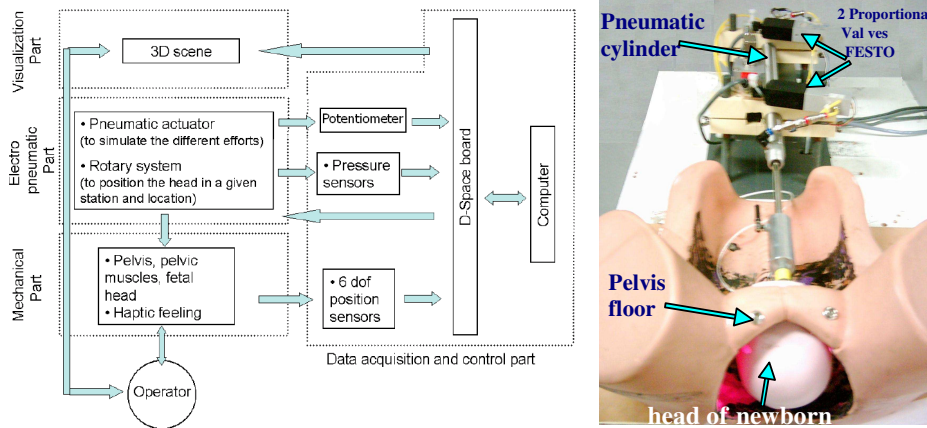 Visualization
Part
3D scene
Electro
pneumatic
Part
• Pneumatic actuator
(to simulate the different efforts)
• Rotary system
(to position the head in a given
station and location)
Potentiometer
• Pressure
sensors
D-Space board
Computer
Mechanical
Part
• Pelvis, pelvic
muscles, fetal
head
• Haptic feeling
• 6 dof
position
sensors
Data acquisition and control part
Operator
Pneumatic
cylinder
2 Proportiona
Val ves
FESTO
Pelvis
floor
head of newborn